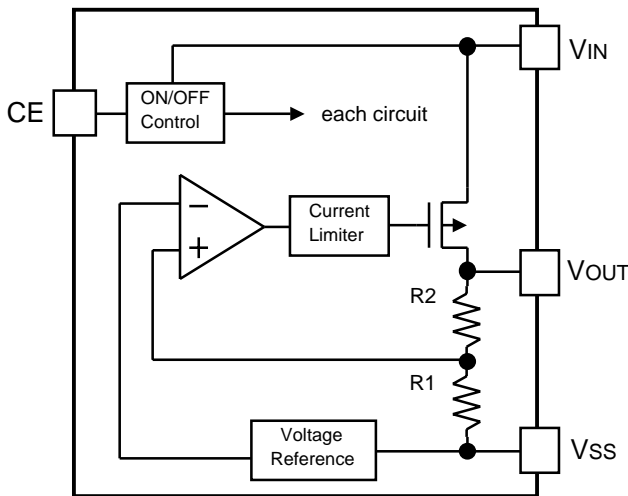 VIN
CE
ON/OFF
Control
each circuit
−
+
Current
Limiter
VOUT
R2
R1
Voltage
Reference
VSS